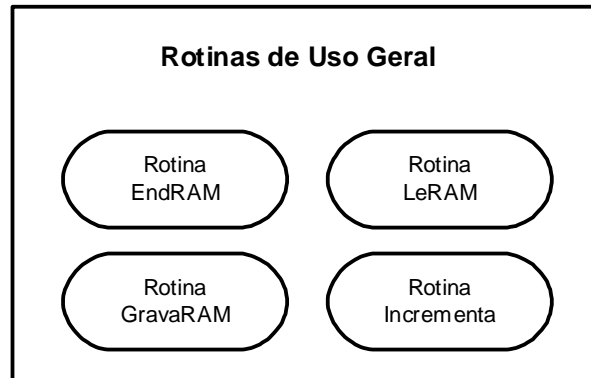 Rotinas de Uso Geral
Rotina
EndRAM
Rotina
LeRAM
Rotina
GravaRAM
Rotina
Incrementa